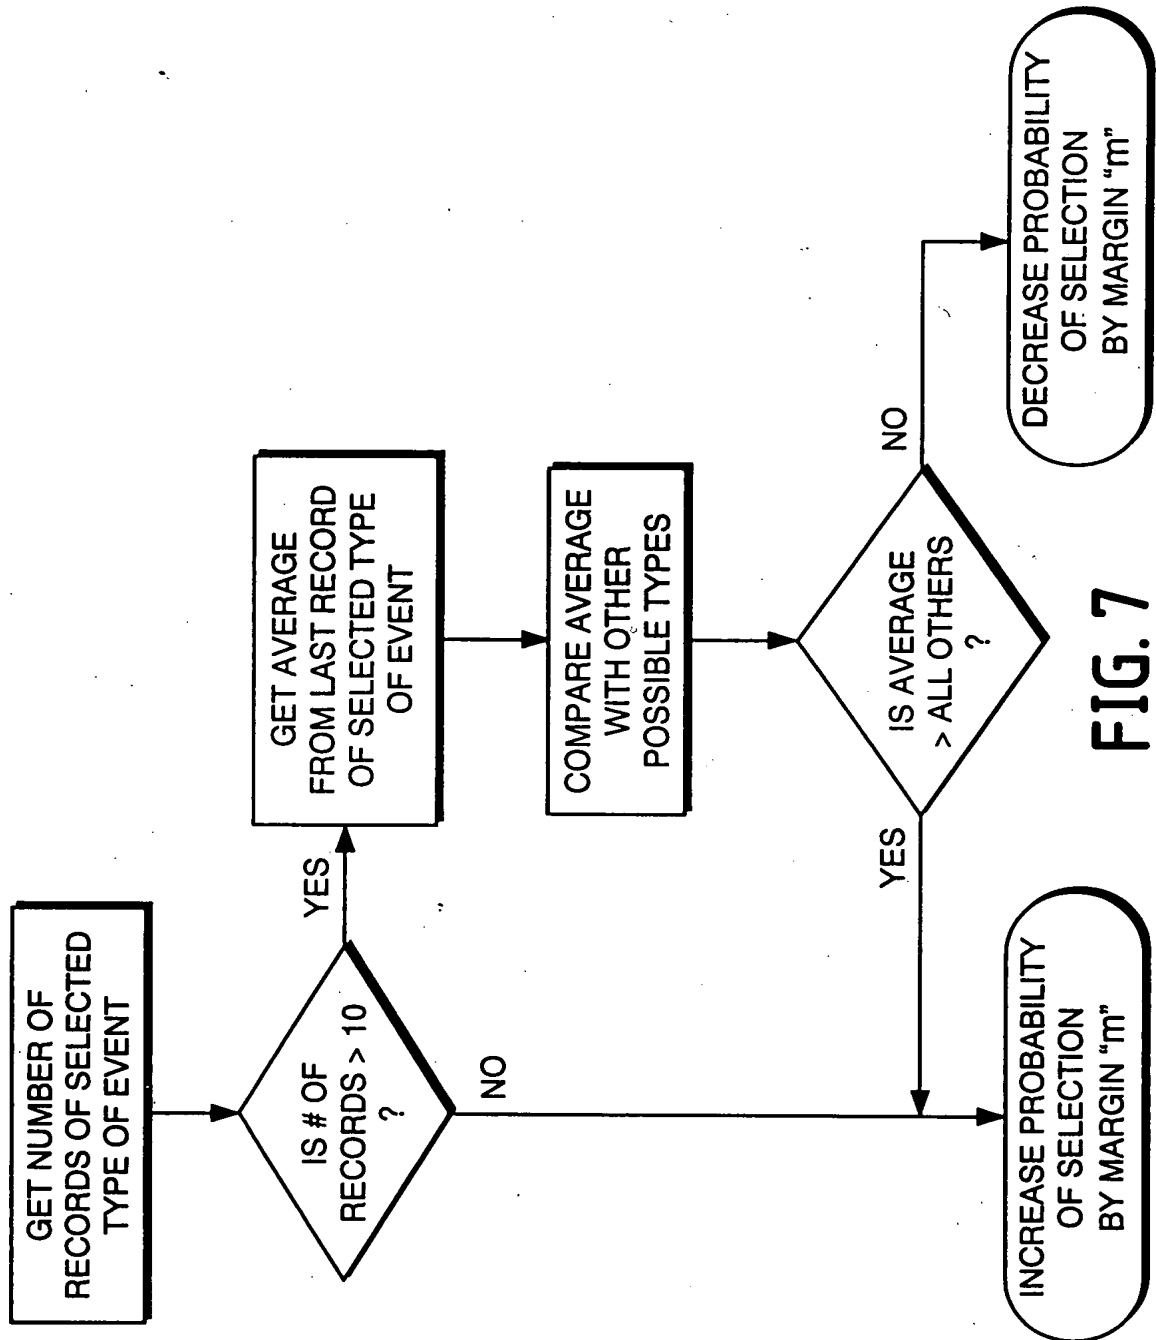 GET NUMBER OF
RECORDS OF SELECTED
TYPE OF EVENT
IS # OF
RECORDS > 10
?
YES
NO
GET AVERAGE
FROM LAST RECORD
OF SELECTED TYPE
OF EVENT
COMPARE AVERAGE
WITH OTHER
POSSIBLE TYPES
IS AVERAGE
> ALL OTHERS
?
YES
NO
INCREASE PROBABILITY
OF SELECTION
BY MARGIN "m"
DECREASE PROBABILITY
OF SELECTION
BY MARGIN "m"
FIG. 7